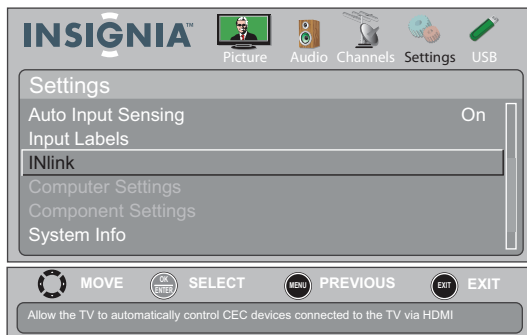 INSIGNIA™
Picture Audio Channels Settings USB
Settings
Auto Input Sensing On
Input Labels
INlink
Computer Settings
Component Settings
System Info
MOVE OK ENTER SELECT MENU PREVIOUS EXIT EXIT
Allow the TV to automatically control CEC devices connected to the TV via HDMI